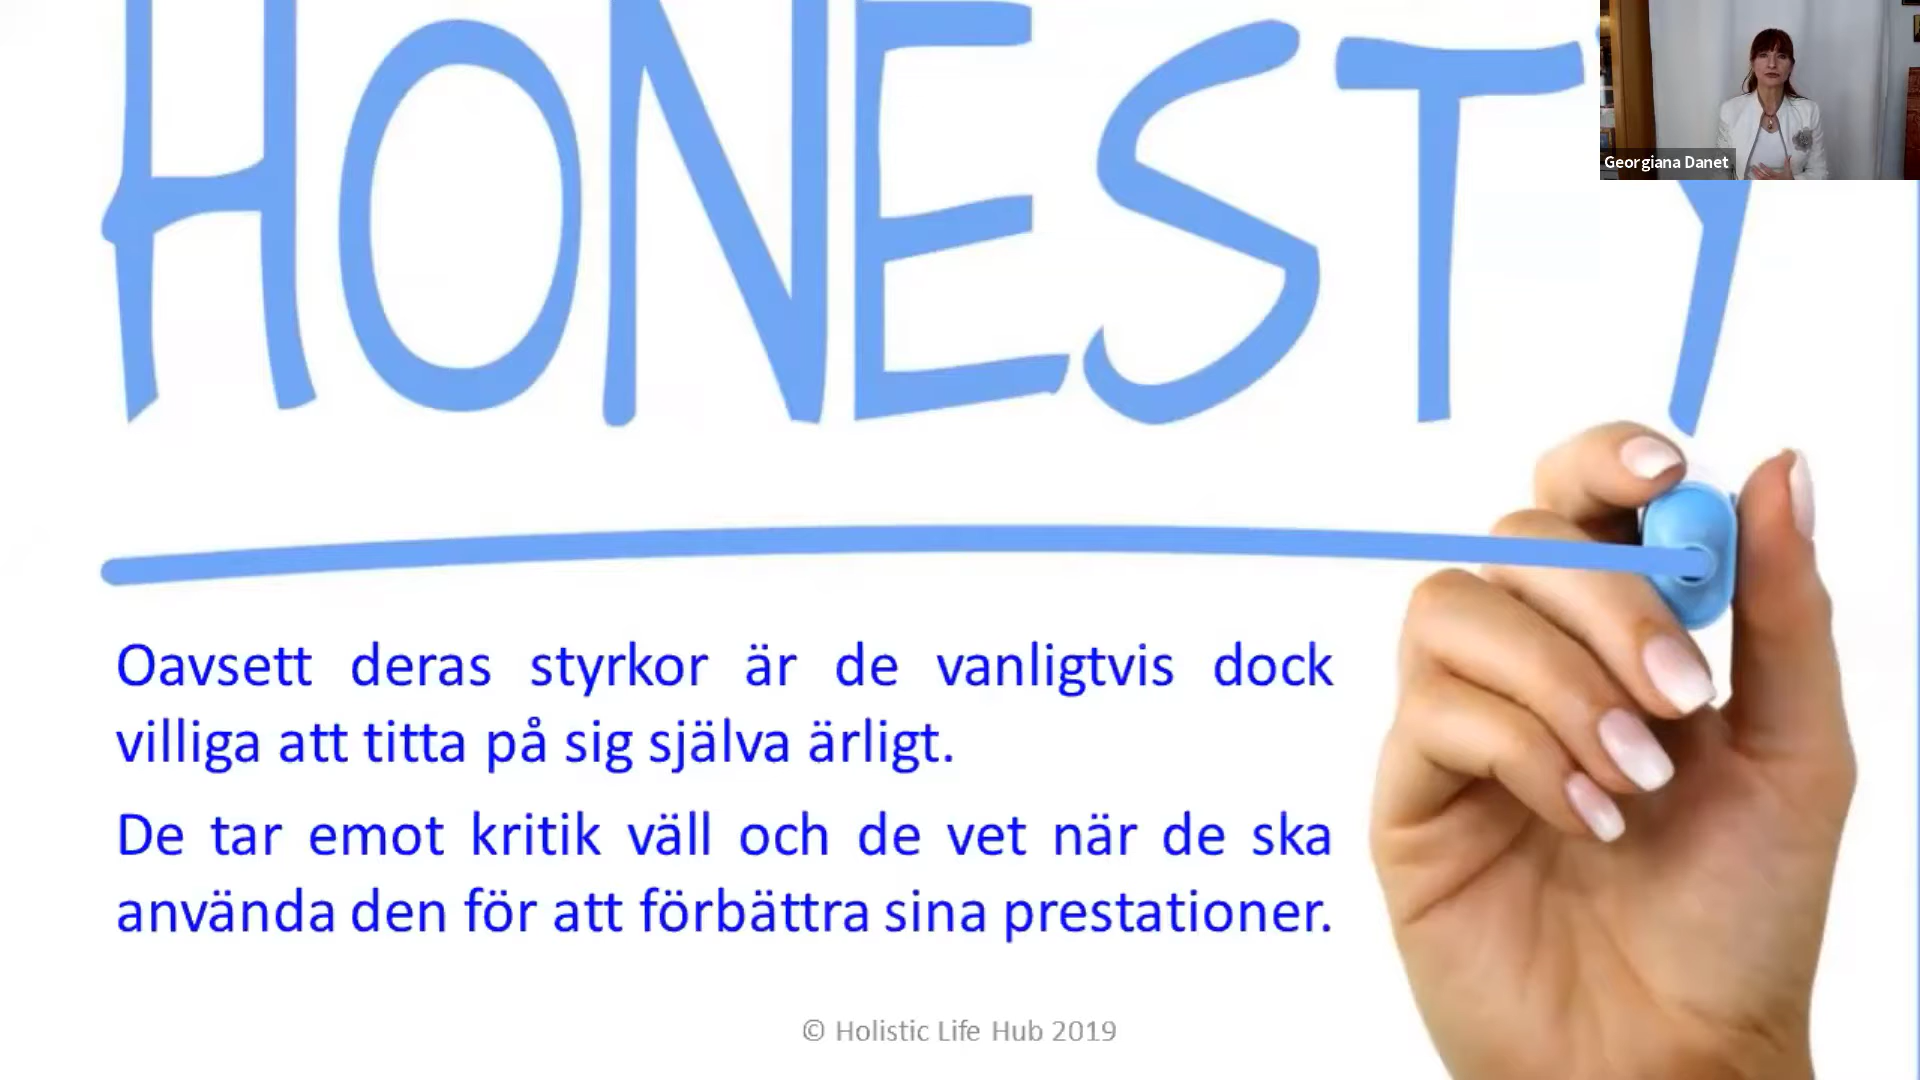 HONESTY
Georgiana Danet
Oavsett deras styrkor är de vanligtvis dock
villiga att titta på sig själva ärligt.
De tar emot kritik väll och de vet när de ska
använda den för att förbättra sina prestationer.
© Holistic Life Hub 2019